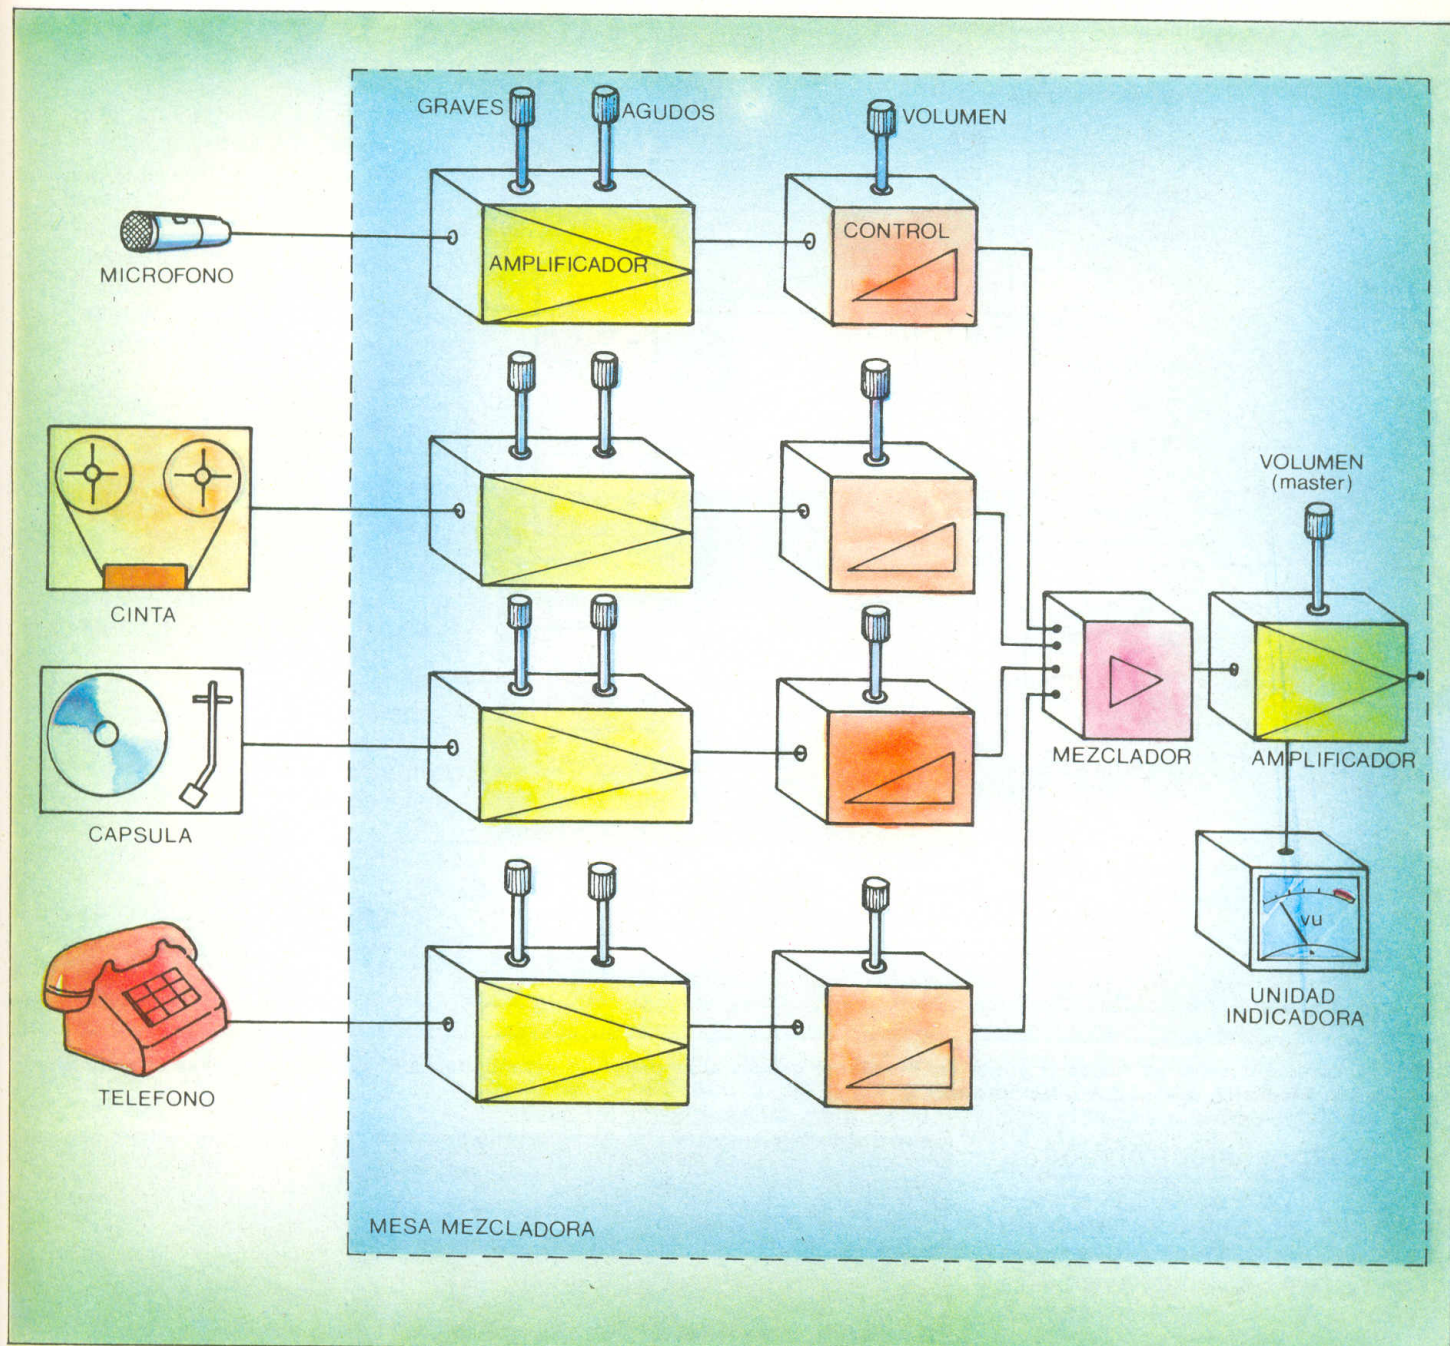 GRAVES
AGUDOS
VOLUMEN
CONTROL
AMPLIFICADOR
MICROFONO
CINTA
VOLUMEN
(master)
CAPSULA
MEZCLADOR
AMPLIFICADOR
vu
UNIDAD
INDICADORA
TELEFONO
MESA MEZCLADORA